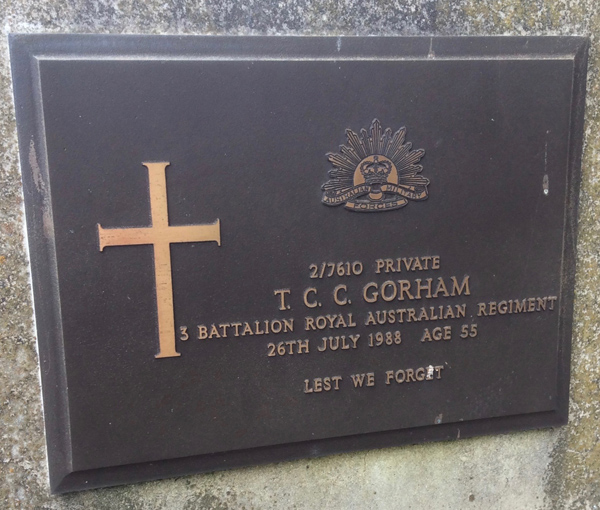 AUSTRALIAN MILITARY
FORCES
2/7610 PRIVATE
T. C. C. GORHAM
3 BATTALION ROYAL AUSTRALIAN REGIMENT
26TH JULY 1988 AGE 55
LEST WE FORGET